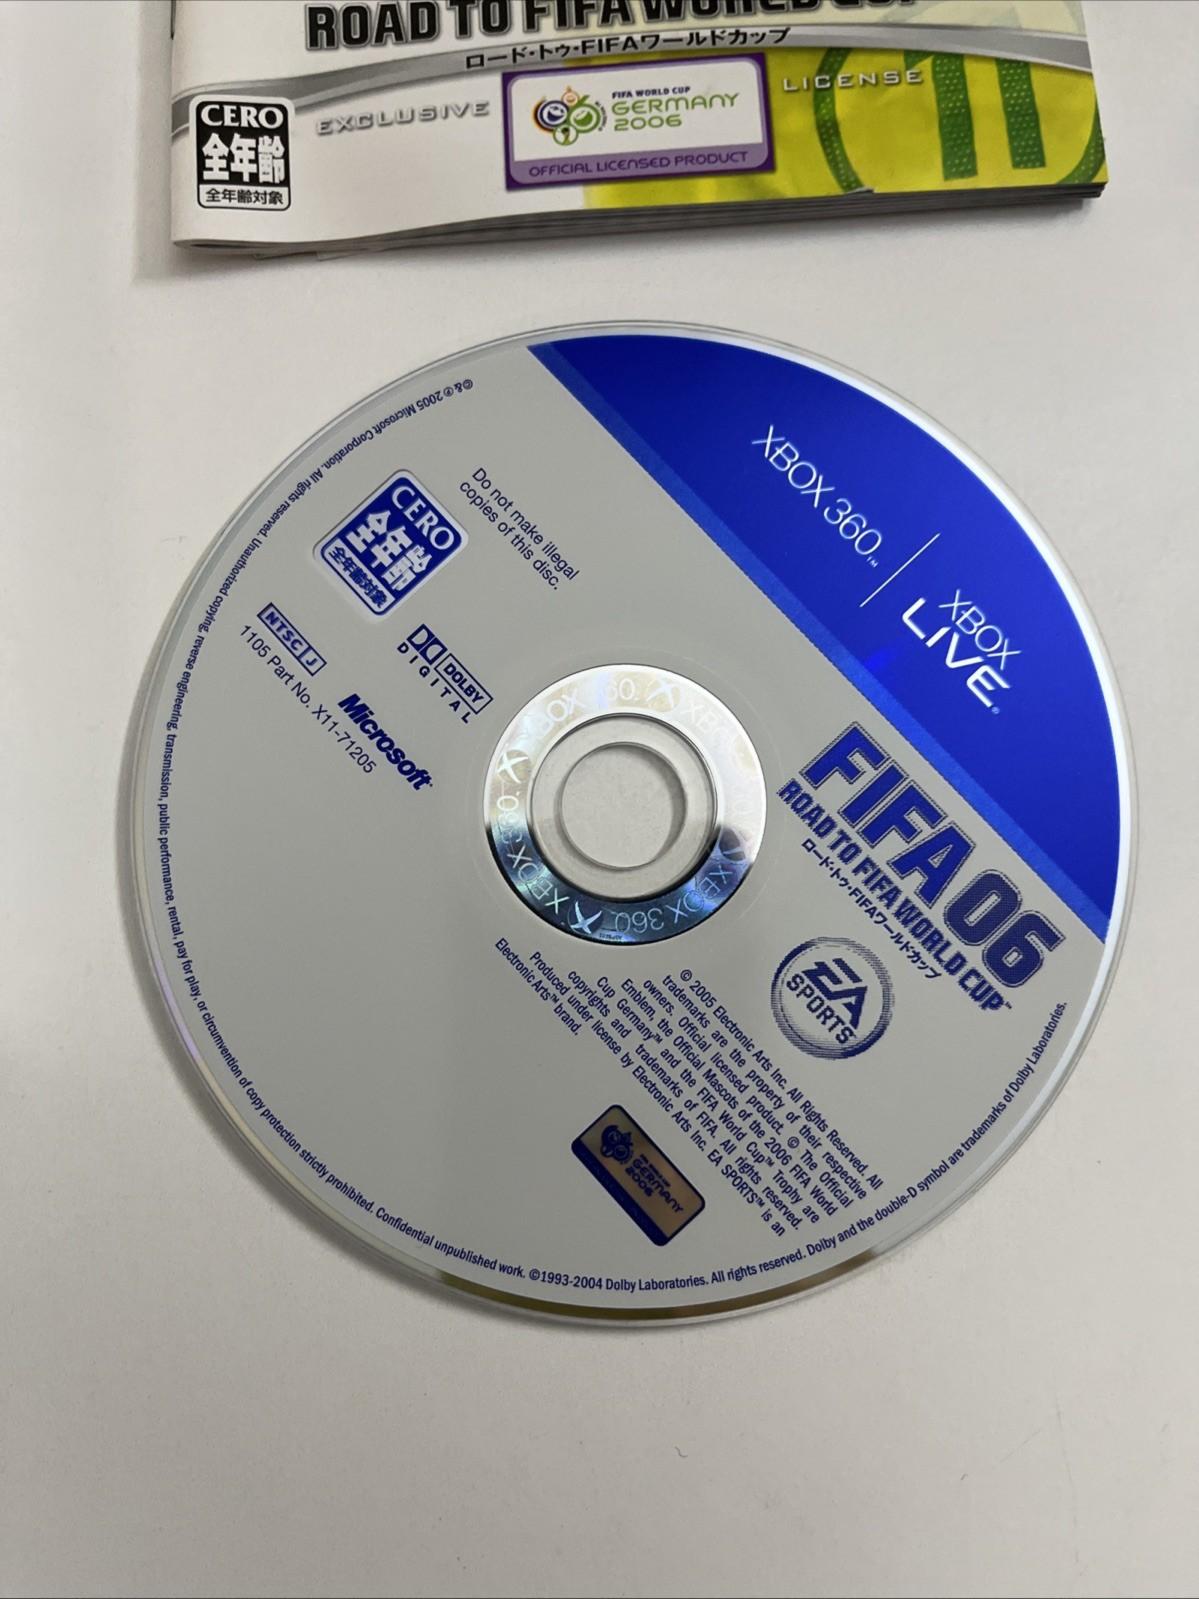 ROAD TO FIFA WORLD CUP
ロード・トゥ・FIFAワールドカップ
EXCLUSIVE
LICENSE
FIFA WORLD CUP
GERMANY
2006
OFFICIAL LICENSED PRODUCT
CERO
全年齢
全年齢対象
XBOX 360™
XBOX
LIVE®
FIFA 06
ROAD TO FIFA WORLD CUP™
ロード・トゥ・FIFAワールドカップ
EA
SPORTS™
Do not make illegal
copies of this disc.
CERO
全年齢
全年齢対象
NTSC J
1105 Part No. X11-71205
DOLBY
DIGITAL
Microsoft®
XBOX 360
XBOX 360
© 2005 Electronic Arts Inc. All Rights Reserved. All
trademarks are the property of their respective
owners. Official licensed product. © The Official
Emblem, the Official Mascots of the 2006 FIFA World
Cup Germany™ and the FIFA World Cup™ Trophy are
copyrights and trademarks of FIFA. All rights reserved.
Produced under license by Electronic Arts Inc. EA SPORTS™ is an
Electronic Arts™ brand.
GERMANY
2006
©&℗ 2005 Microsoft Corporation. All rights reserved. Unauthorized copying, reverse engineering, transmission, public performance, rental, pay for play, or circumvention of copy protection strictly prohibited. Confidential unpublished work. ©1993-2004 Dolby Laboratories. All rights reserved. Dolby and the double-D symbol are trademarks of Dolby Laboratories.